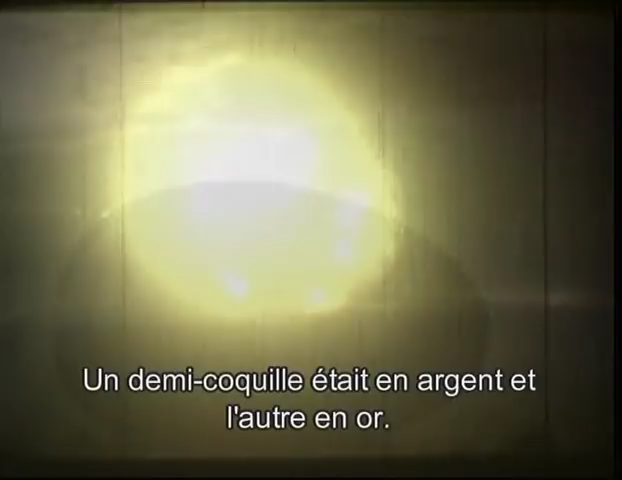 Un demi-coquille était en argent et
l'autre en or.